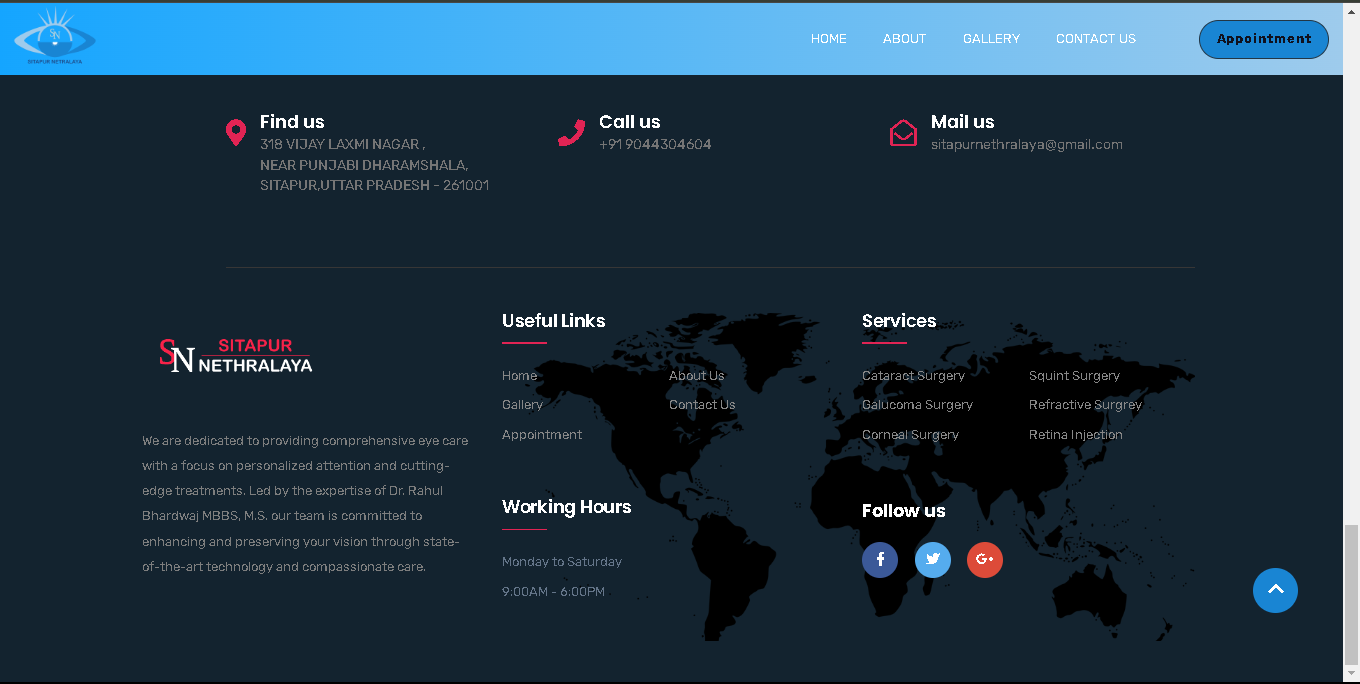 SN
SITAPUR NETRALAYA
HOME ABOUT GALLERY CONTACT US Appointment
Find us
318 VIJAY LAXMI NAGAR ,
NEAR PUNJABI DHARAMSHALA,
SITAPUR,UTTAR PRADESH - 261001
Call us
+91 9044304604
Mail us
sitapurnethralaya@gmail.com
SN SITAPUR
NETHRALAYA
We are dedicated to providing comprehensive eye care
with a focus on personalized attention and cutting-
edge treatments. Led by the expertise of Dr. Rahul
Bhardwaj MBBS, M.S. our team is committed to
enhancing and preserving your vision through state-
of-the-art technology and compassionate care.
Useful Links
Home About Us
Gallery Contact Us
Appointment
Working Hours
Monday to Saturday
9:00AM - 6:00PM
Services
Cataract Surgery Squint Surgery
Galucoma Surgery Refractive Surgrey
Corneal Surgery Retina Injection
Follow us
f G+